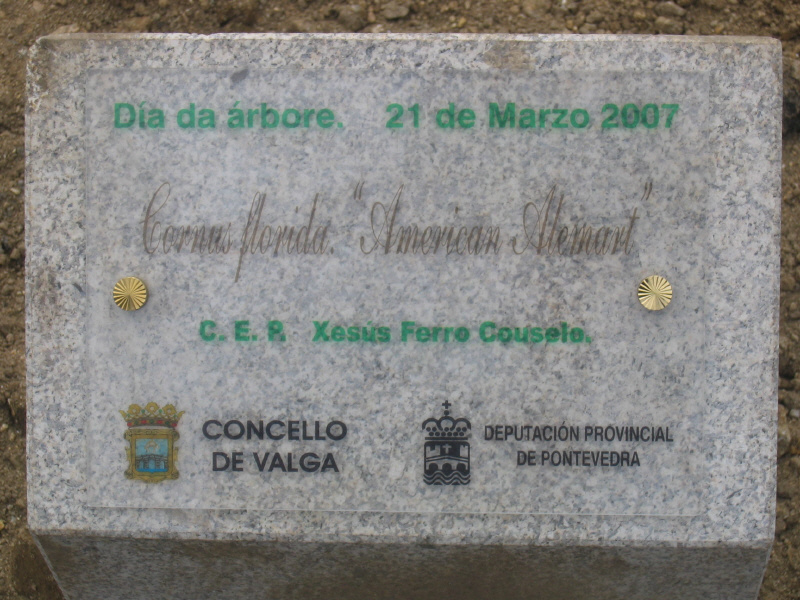 Día da árbore. 21 de Marzo 2007
Cornus florida. "American Alemart"
C. E. P. Xesús Ferro Couselo.
CONCELLO
DE VALGA
DEPUTACIÓN PROVINCIAL
DE PONTEVEDRA